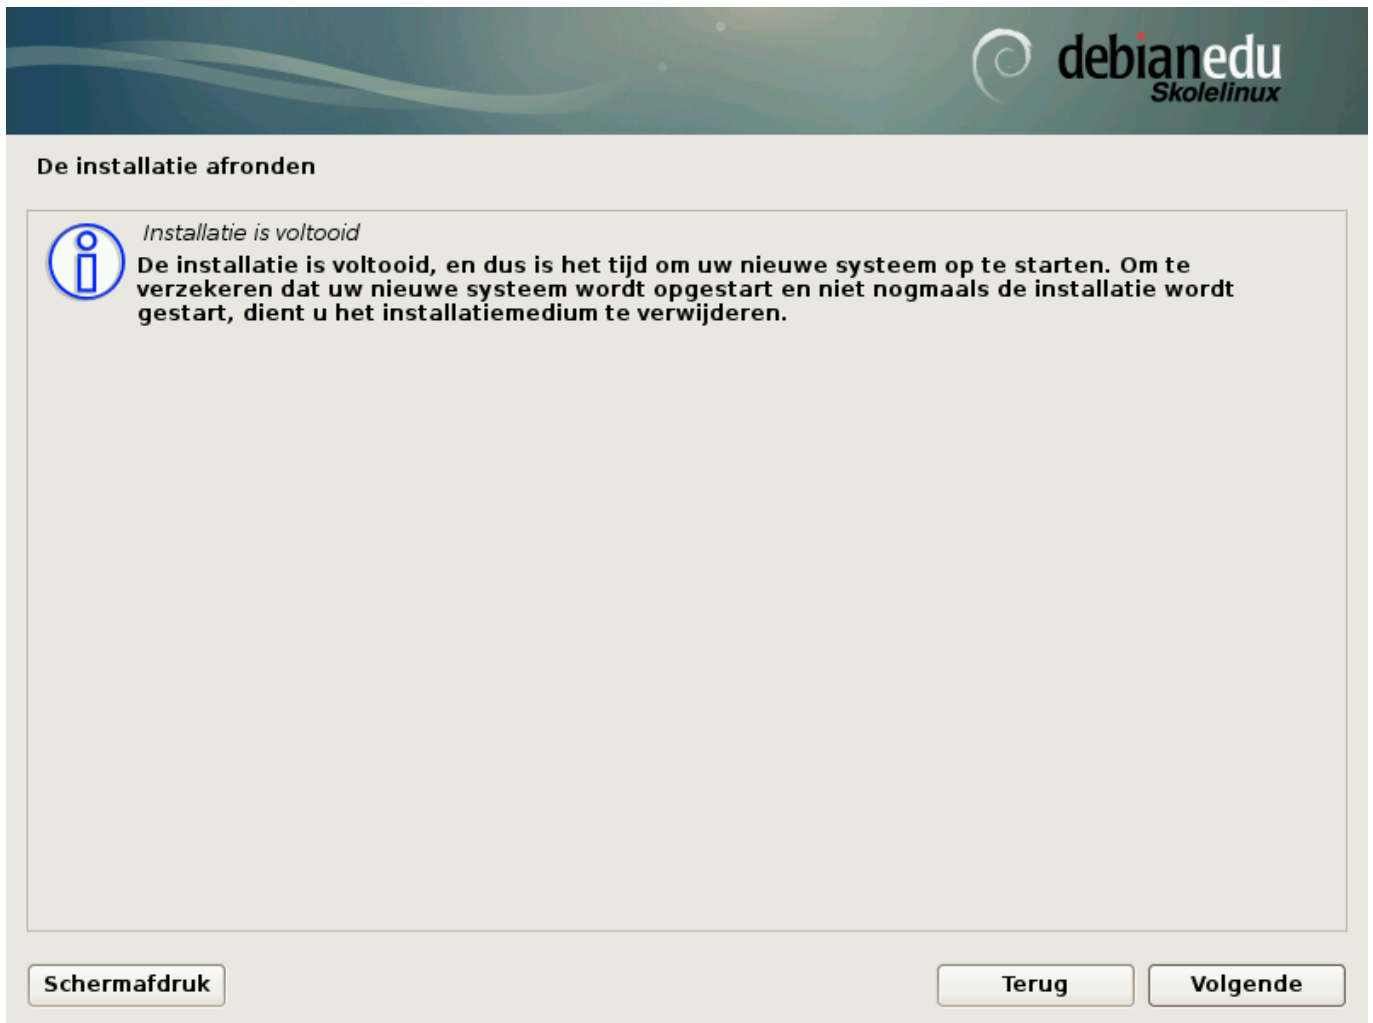 debianedu
Skolelinux
De installatie afronden
Installatie is voltooid
De installatie is voltooid, en dus is het tijd om uw nieuwe systeem op te starten. Om te
verzekeren dat uw nieuwe systeem wordt opgestart en niet nogmaals de installatie wordt
gestart, dient u het installatiemedium te verwijderen.
Schermafdruk
Terug
Volgende